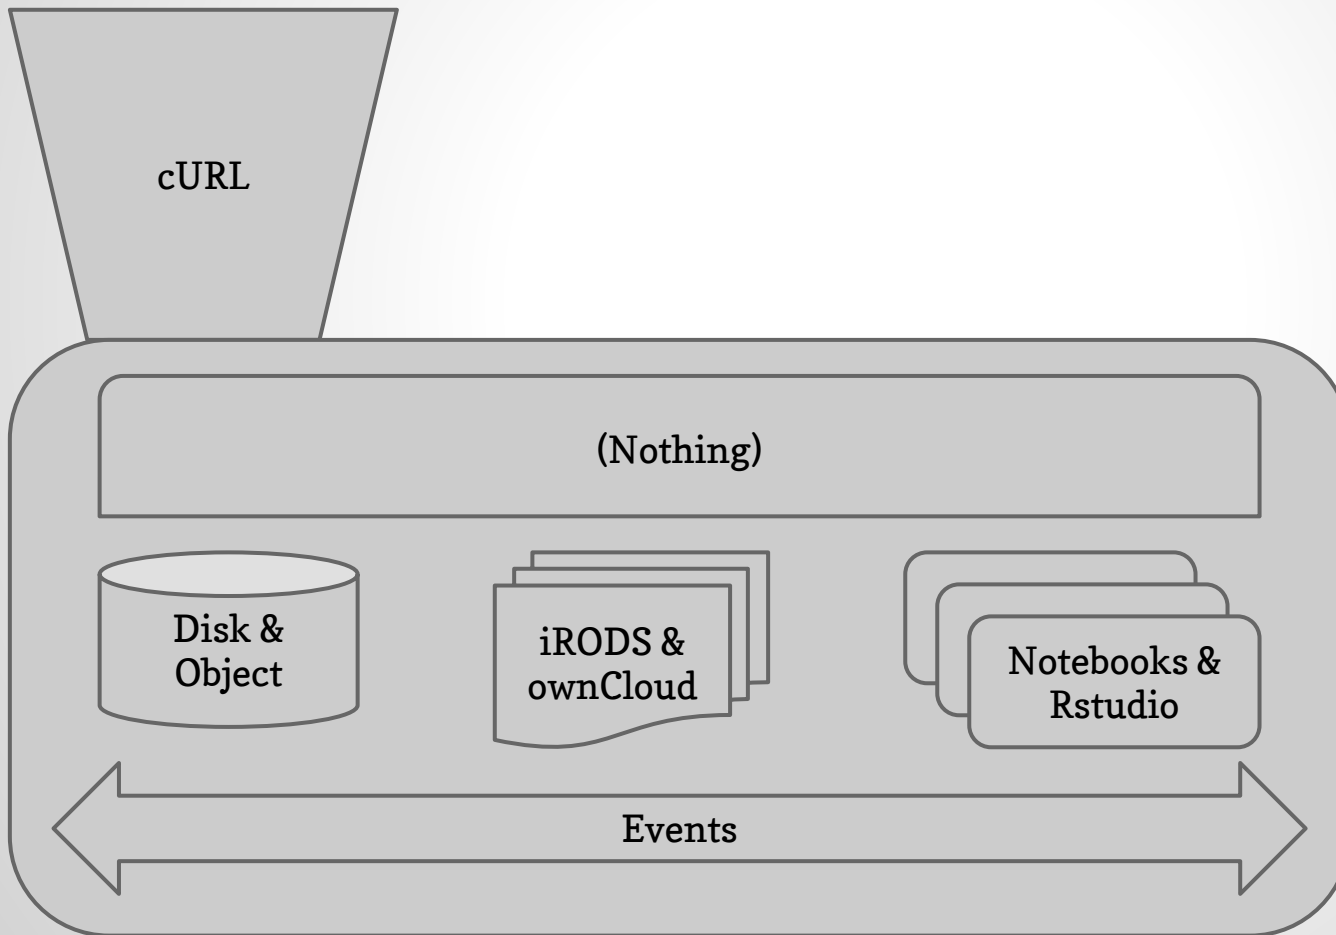 cURL
(Nothing)
Disk &
Object
iRODS &
ownCloud
Notebooks &
Rstudio
Events